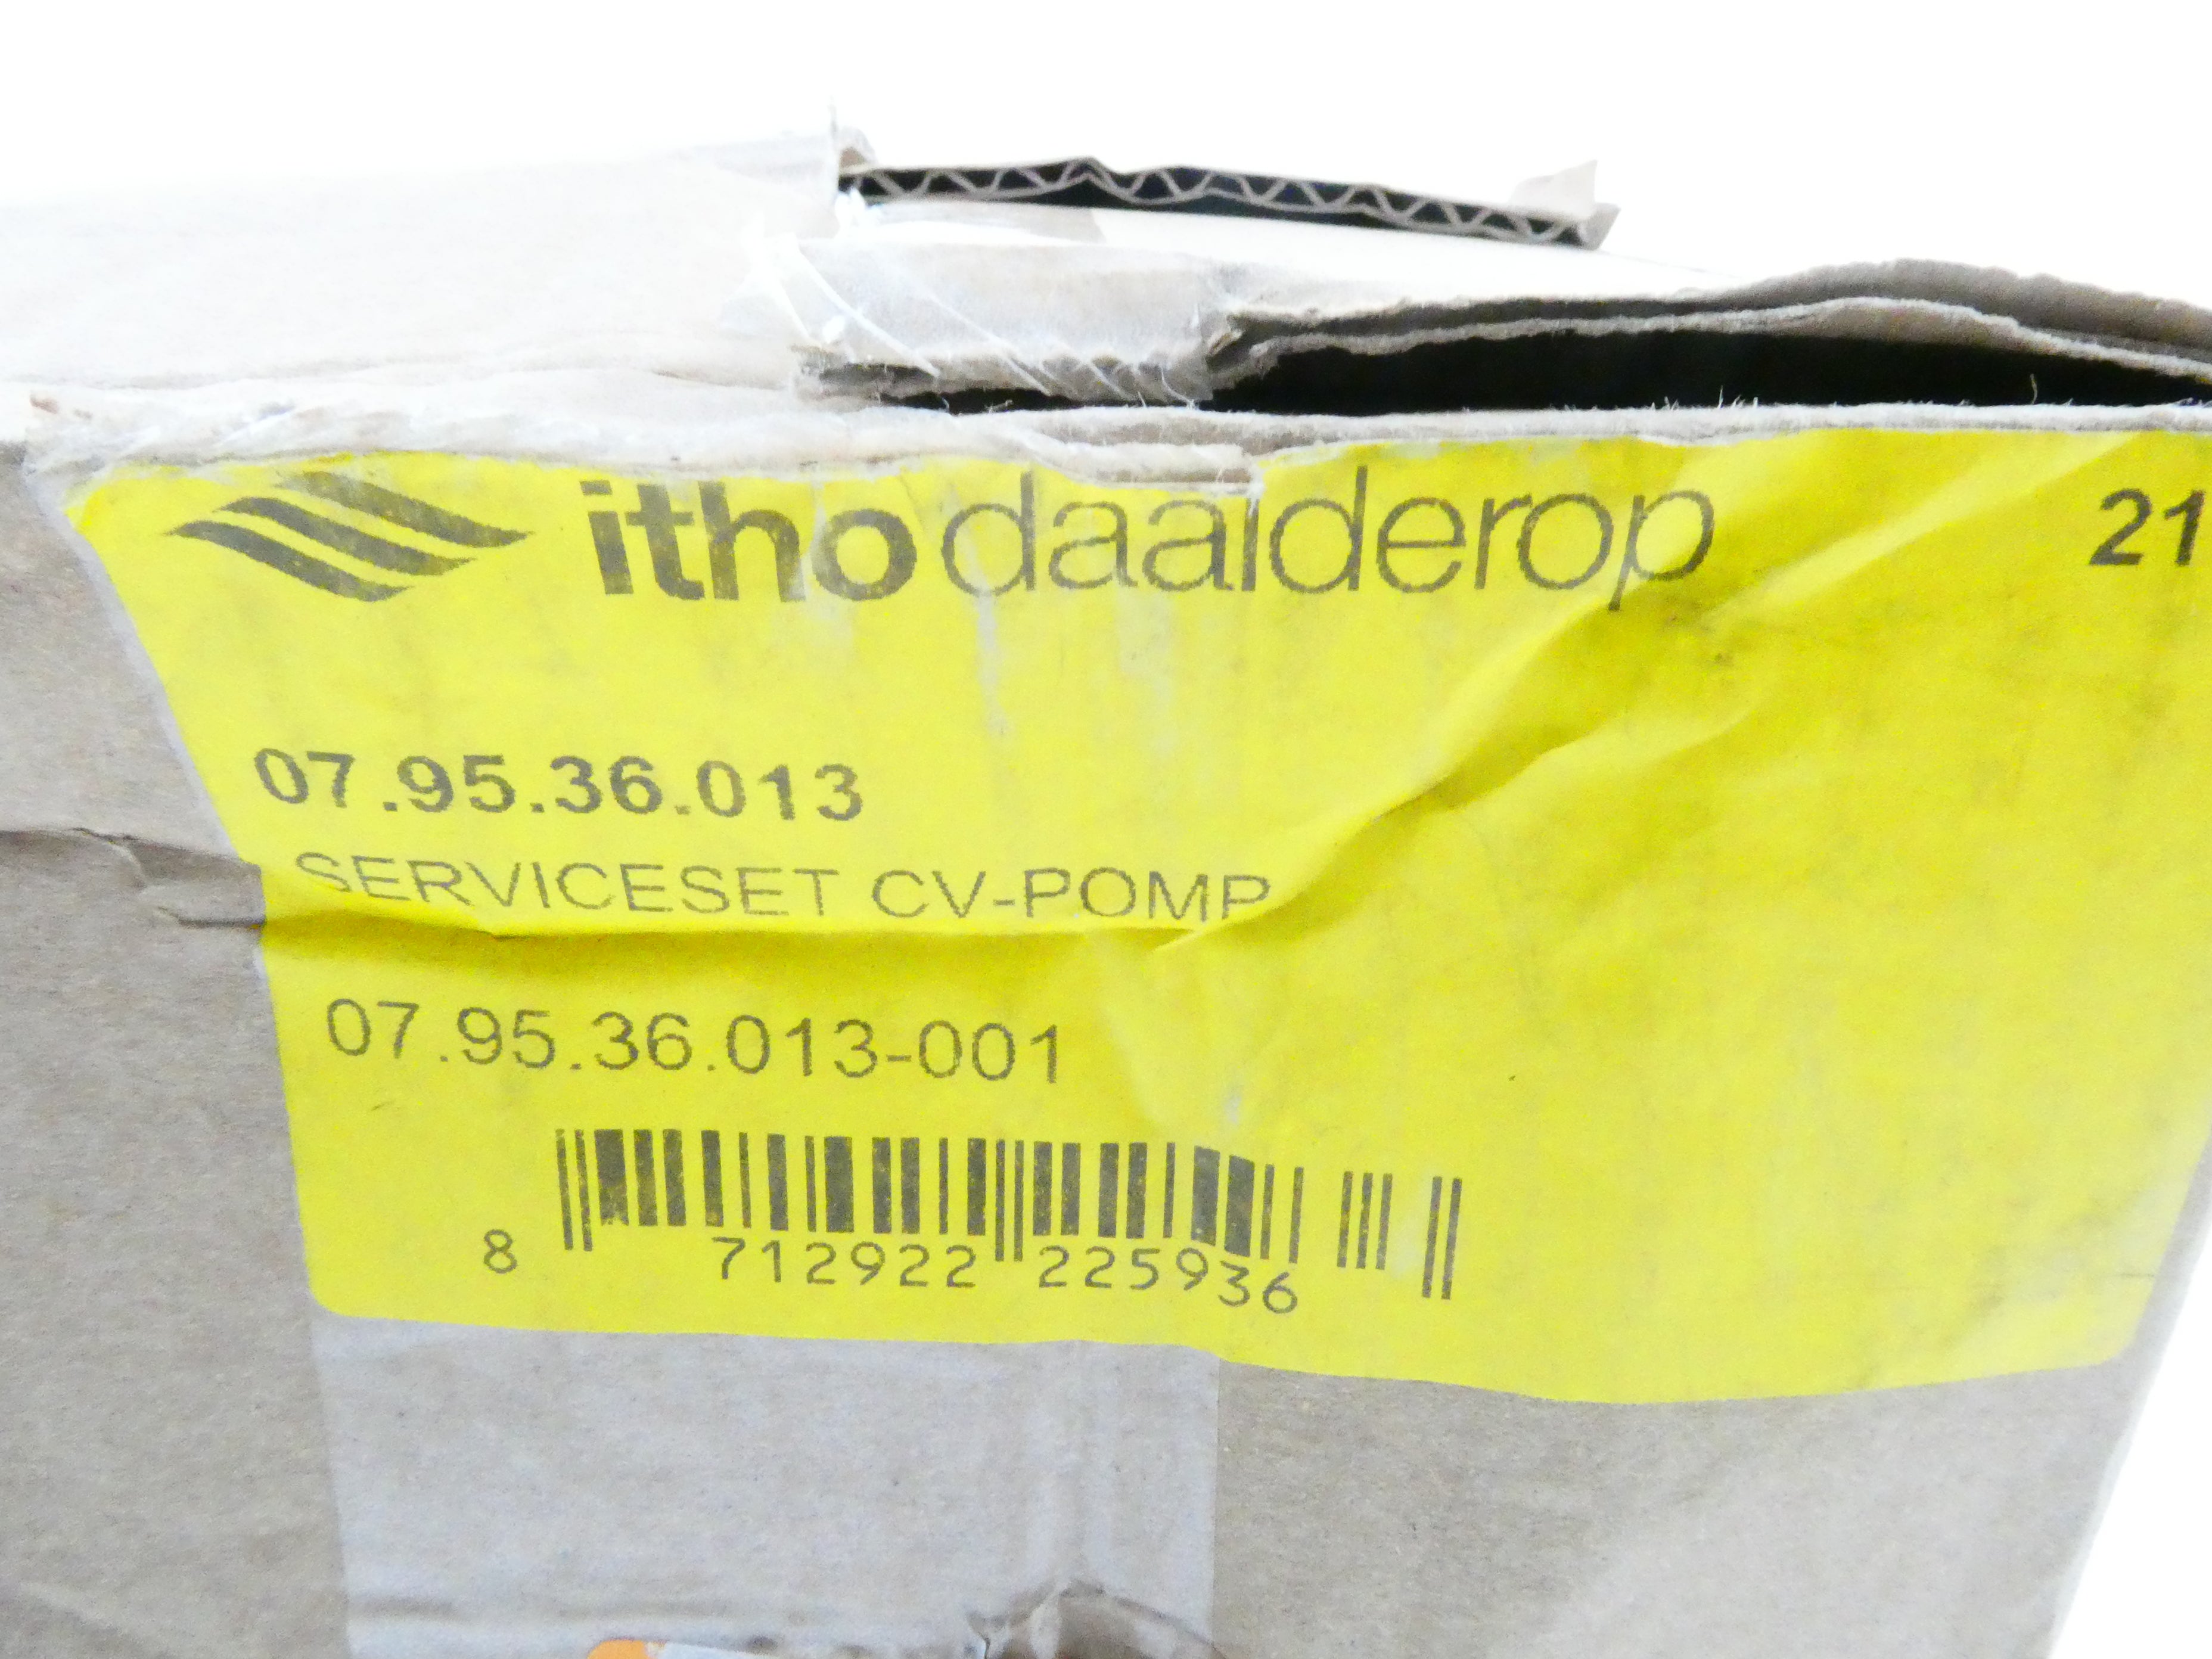 ithodaalderop 21
07.95.36.013
SERVICESET CV-POMP
07.95.36.013-001
8 712922 225936